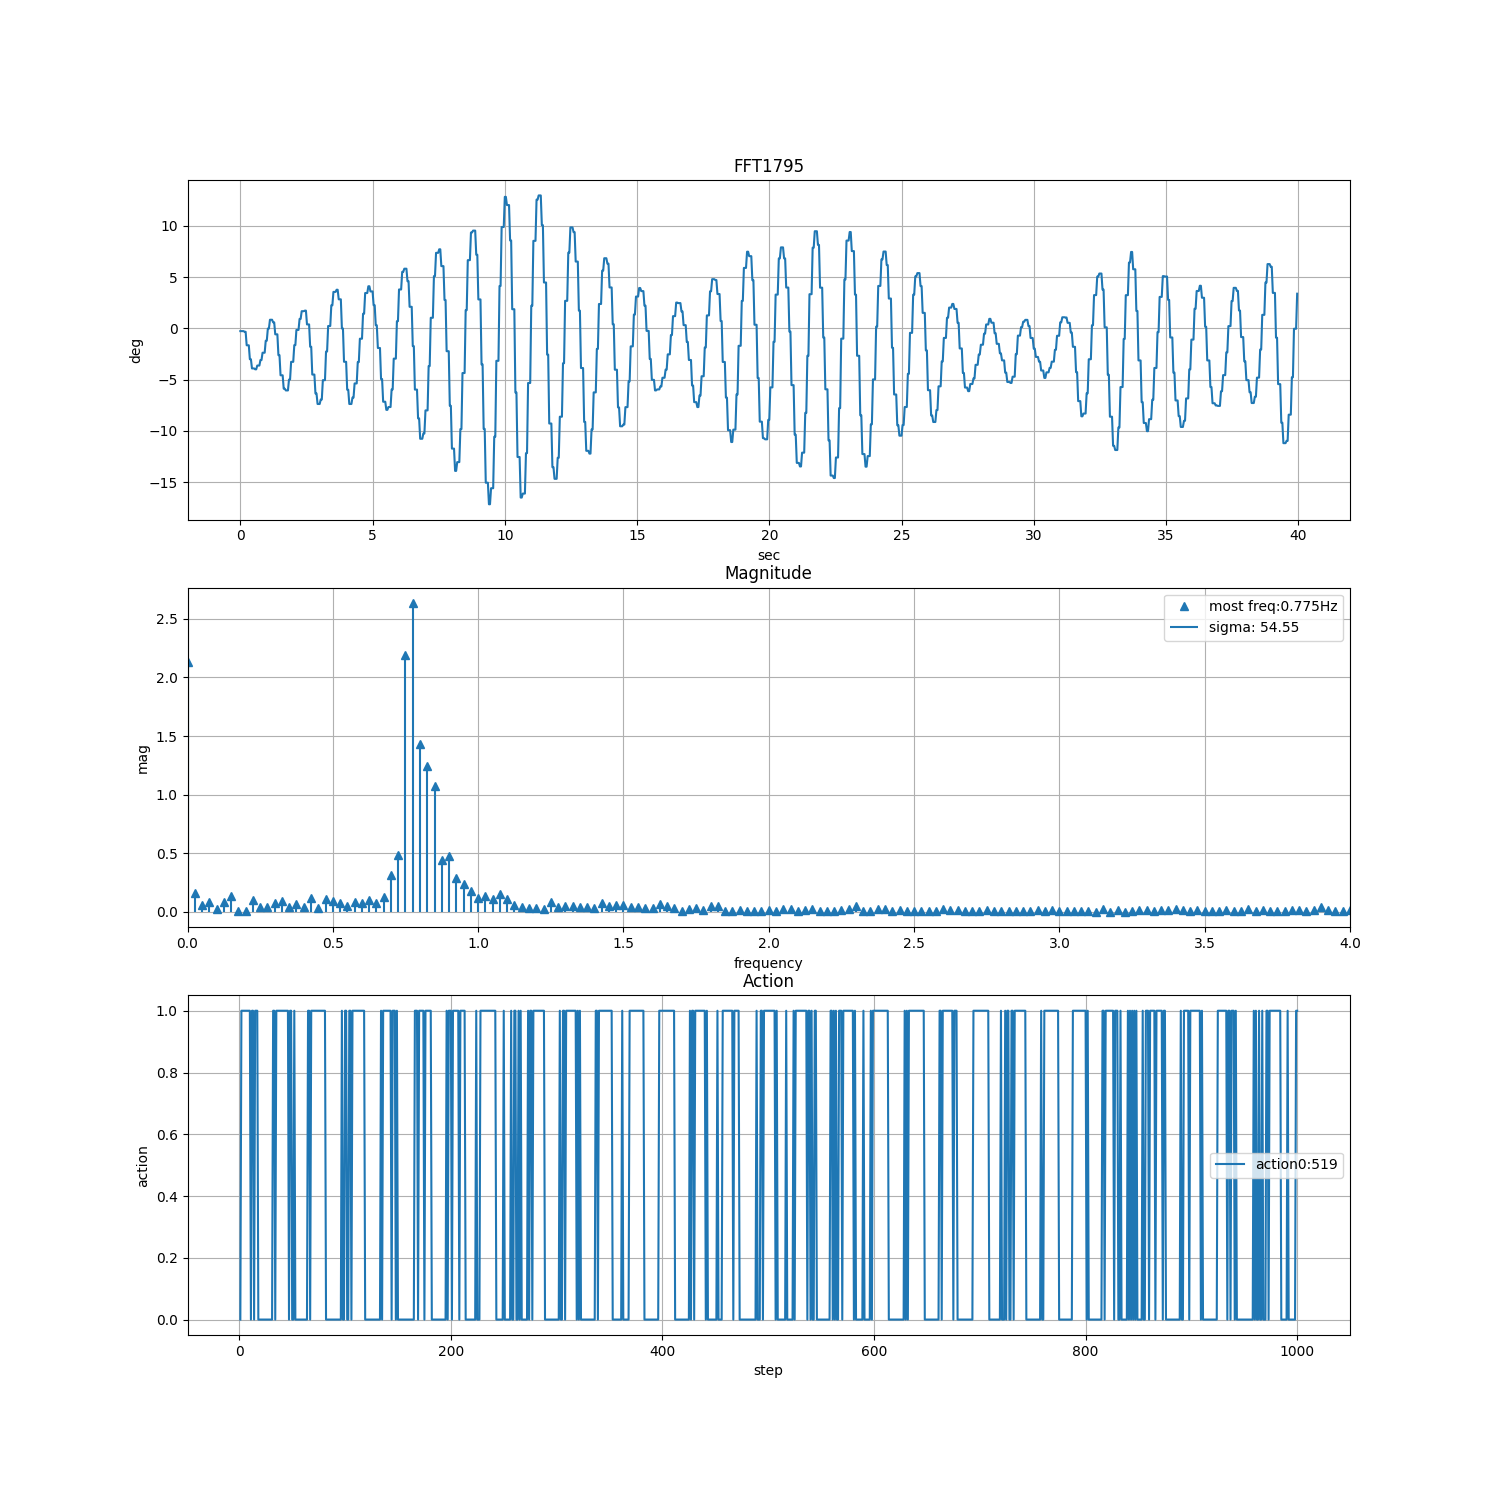 FFT1795
10
5
0
−5
−10
−15
deg
0 5 10 15 20 25 30 35 40
sec
Magnitude
most freq:0.775Hz
sigma: 54.55
2.5
2.0
1.5
1.0
0.5
0.0
mag
0.0 0.5 1.0 1.5 2.0 2.5 3.0 3.5 4.0
frequency
Action
1.0
0.8
0.6
0.4
0.2
0.0
action
action0:519
0 200 400 600 800 1000
step